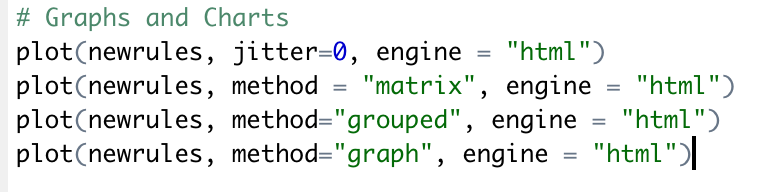 # Graphs and Charts
plot(newrules, jitter=0, engine = "html")
plot(newrules, method = "matrix", engine = "html")
plot(newrules, method="grouped", engine = "html")
plot(newrules, method="graph", engine = "html")